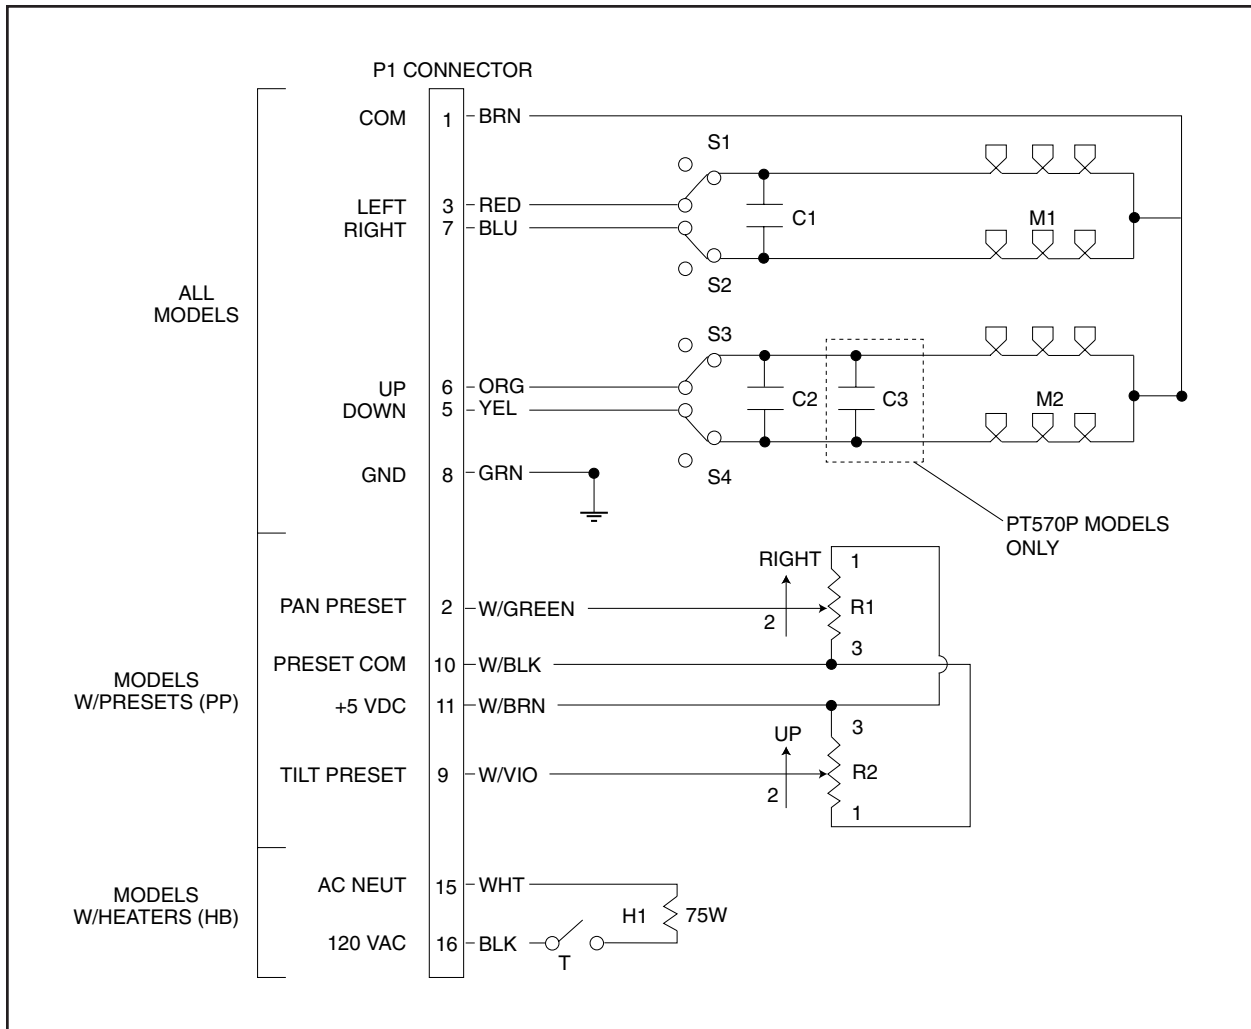 P1 CONNECTOR
COM 1 BRN
S1
LEFT 3 RED
RIGHT 7 BLU
C1
M1
S2
ALL
MODELS
S3
UP 6 ORG
DOWN 5 YEL
C2
C3
M2
GND 8 GRN
S4
PT570P MODELS
ONLY
RIGHT
1
PAN PRESET 2 W/GREEN
2
R1
3
PRESET COM 10 W/BLK
MODELS
W/PRESETS (PP)
+5 VDC 11 W/BRN
3
UP
TILT PRESET 9 W/VIO
2
R2
1
MODELS
W/HEATERS (HB)
AC NEUT 15 WHT
H1 75W
120 VAC 16 BLK
T